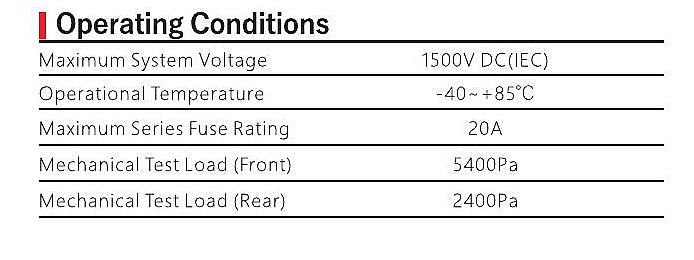 Operating Conditions
Maximum System Voltage 1500V DC(IEC)
Operational Temperature -40~+85°C
Maximum Series Fuse Rating 20A
Mechanical Test Load (Front) 5400Pa
Mechanical Test Load (Rear) 2400Pa